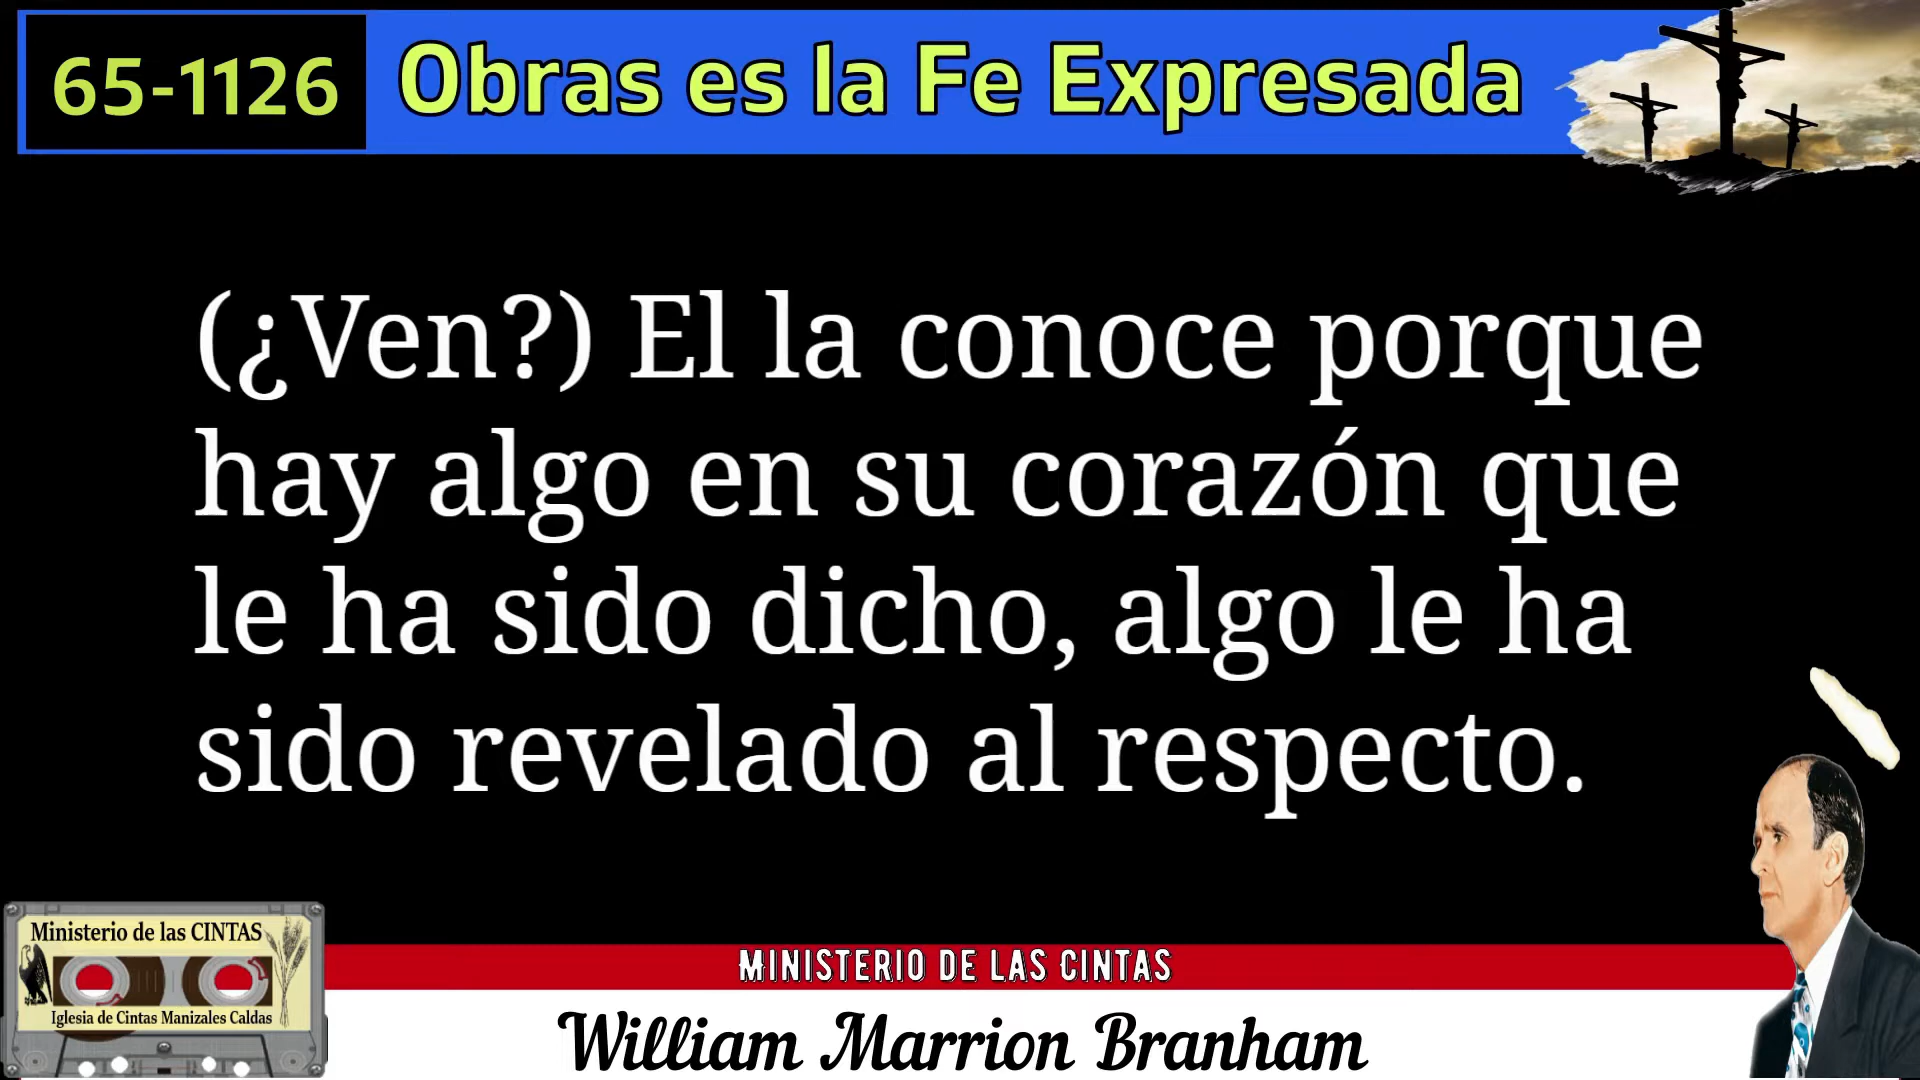 65-1126
Obras es la Fe Expresada
(¿Ven?) El la conoce porque
hay algo en su corazón que
le ha sido dicho, algo le ha
sido revelado al respecto.
Ministerio de las CINTAS
Iglesia de Cintas Manizales Caldas
MINISTERIO DE LAS CINTAS
William Marrion Branham